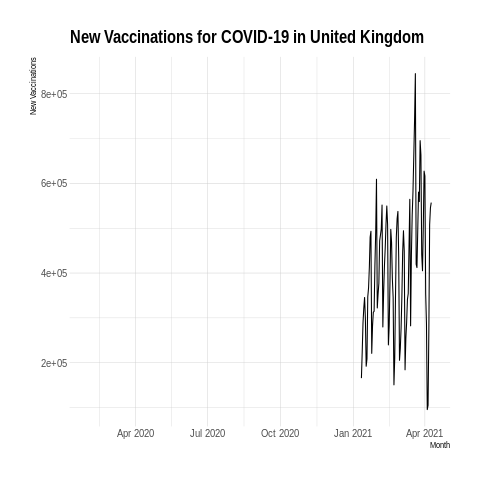 New Vaccinations for COVID-19 in United Kingdom
New Vaccinations
8e+05
6e+05
4e+05
2e+05
Apr 2020 Jul 2020 Oct 2020 Jan 2021 Apr 2021
Month